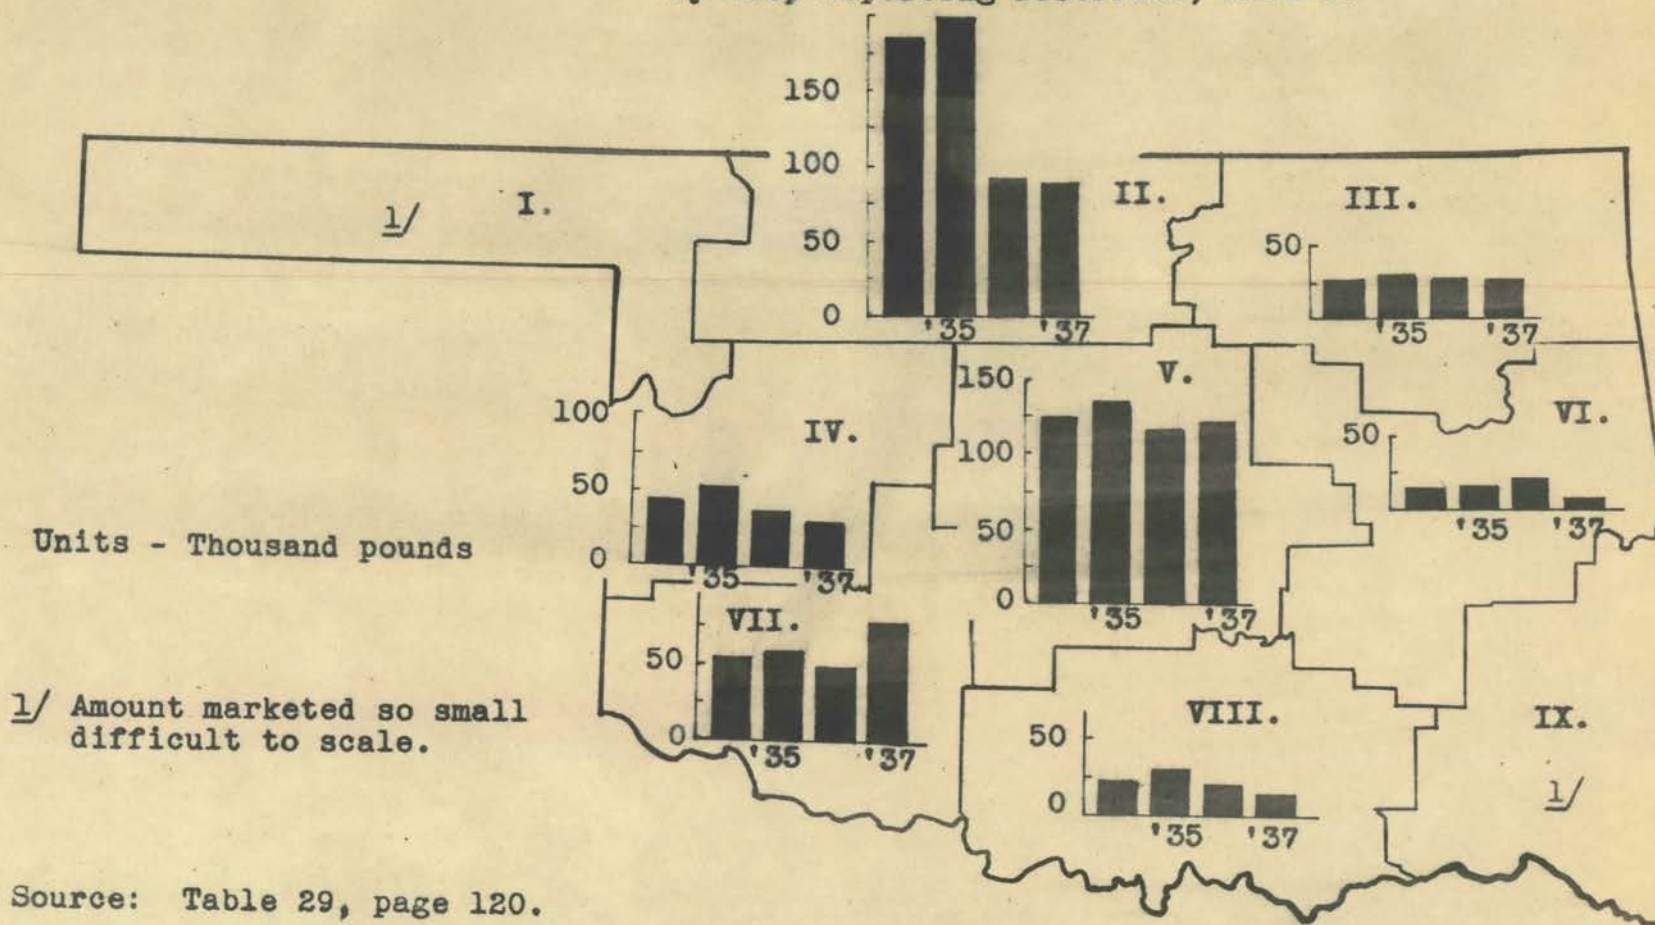 150
100
50
0
'35 '37
I.
1/
II.
III.
50
'35 '37
100
50
0
IV.
'35 '37
150
100
50
0
V.
'35 '37
VI.
50
'35 '37
Units - Thousand pounds
VII.
50
0
'35 '37
VIII.
50
0
'35 '37
IX.
1/
1/ Amount marketed so small
difficult to scale.
Source: Table 29, page 120.